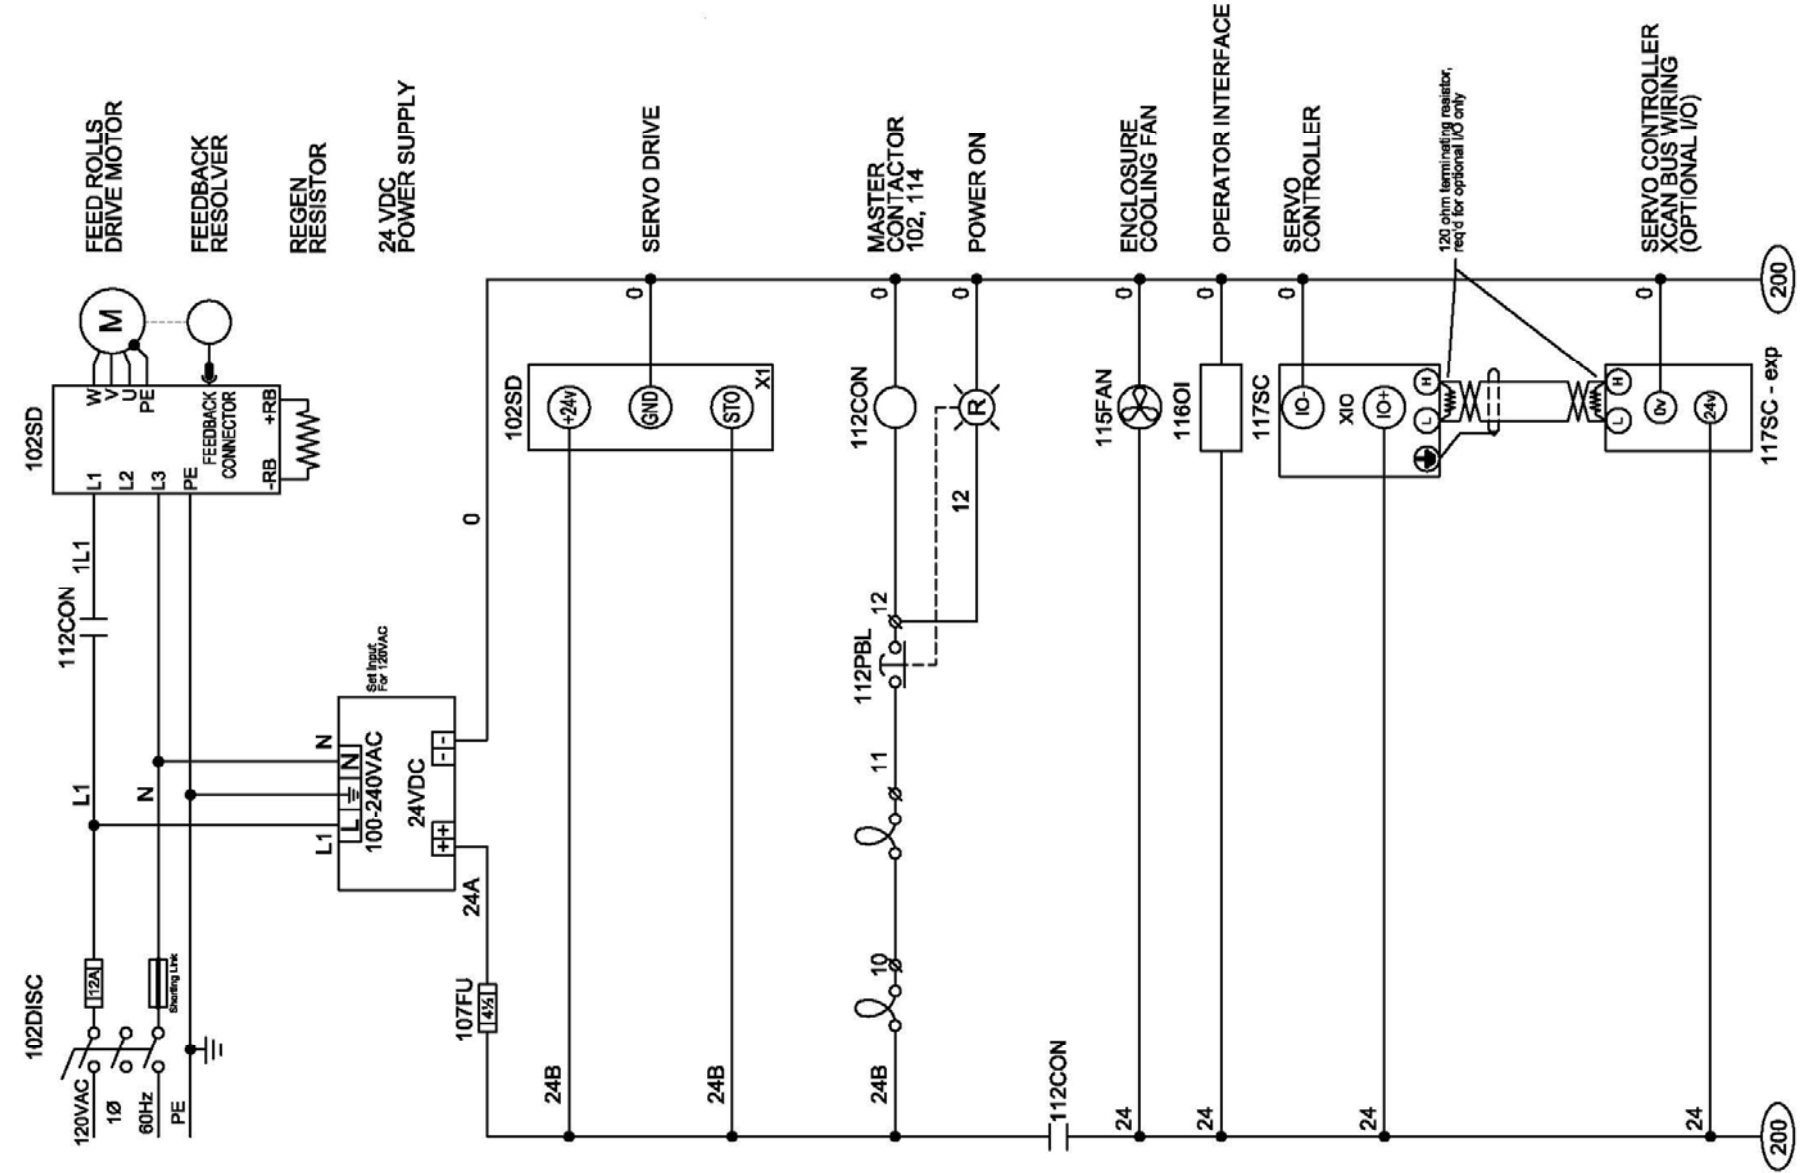 102DISC
120VAC
1Ø
60Hz
PE
12A
Shorting Link
L1
N
112CON
1L1
102SD
L1
L2
L3
PE
W
V
U
PE
FEEDBACK
CONNECTOR
-RB
+RB
M
FEED ROLLS
DRIVE MOTOR
FEEDBACK
RESOLVER
REGEN
RESISTOR
24 VDC
POWER SUPPLY
L1
N
L
N
100-240VAC
24VDC
++
--
Set Input
For 120VAC
107FU
4½
24A
0
24B
102SD
+24v
GND
STO
X1
0
SERVO DRIVE
24B
24B
10
11
112PBL
12
112CON
0
MASTER
CONTACTOR
102, 114
12
R
0
POWER ON
112CON
24
115FAN
0
ENCLOSURE
COOLING FAN
24
116OI
0
OPERATOR INTERFACE
117SC
IO-
XIO
IO+
H
L
0
SERVO
CONTROLLER
24
120 ohm terminating resistor,
req'd for optional I/O only
H
L
0v
24v
117SC - exp
0
SERVO CONTROLLER
XCAN BUS WIRING
(OPTIONAL I/O)
24
200
200